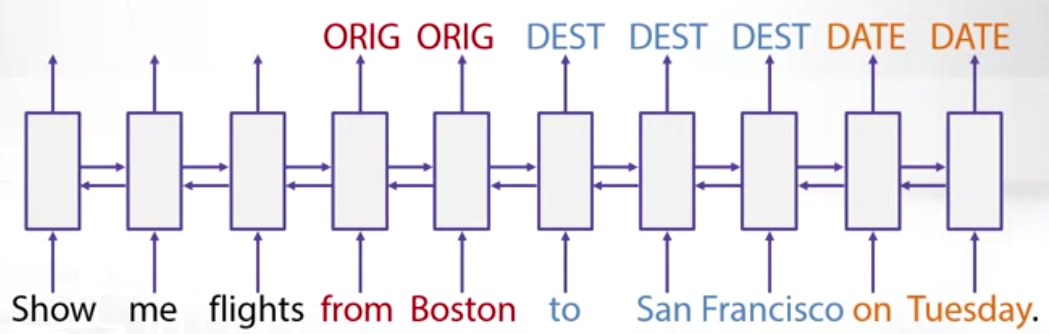 ORIG ORIG DEST DEST DEST DATE DATE
Show me flights from Boston to San Francisco on Tuesday.